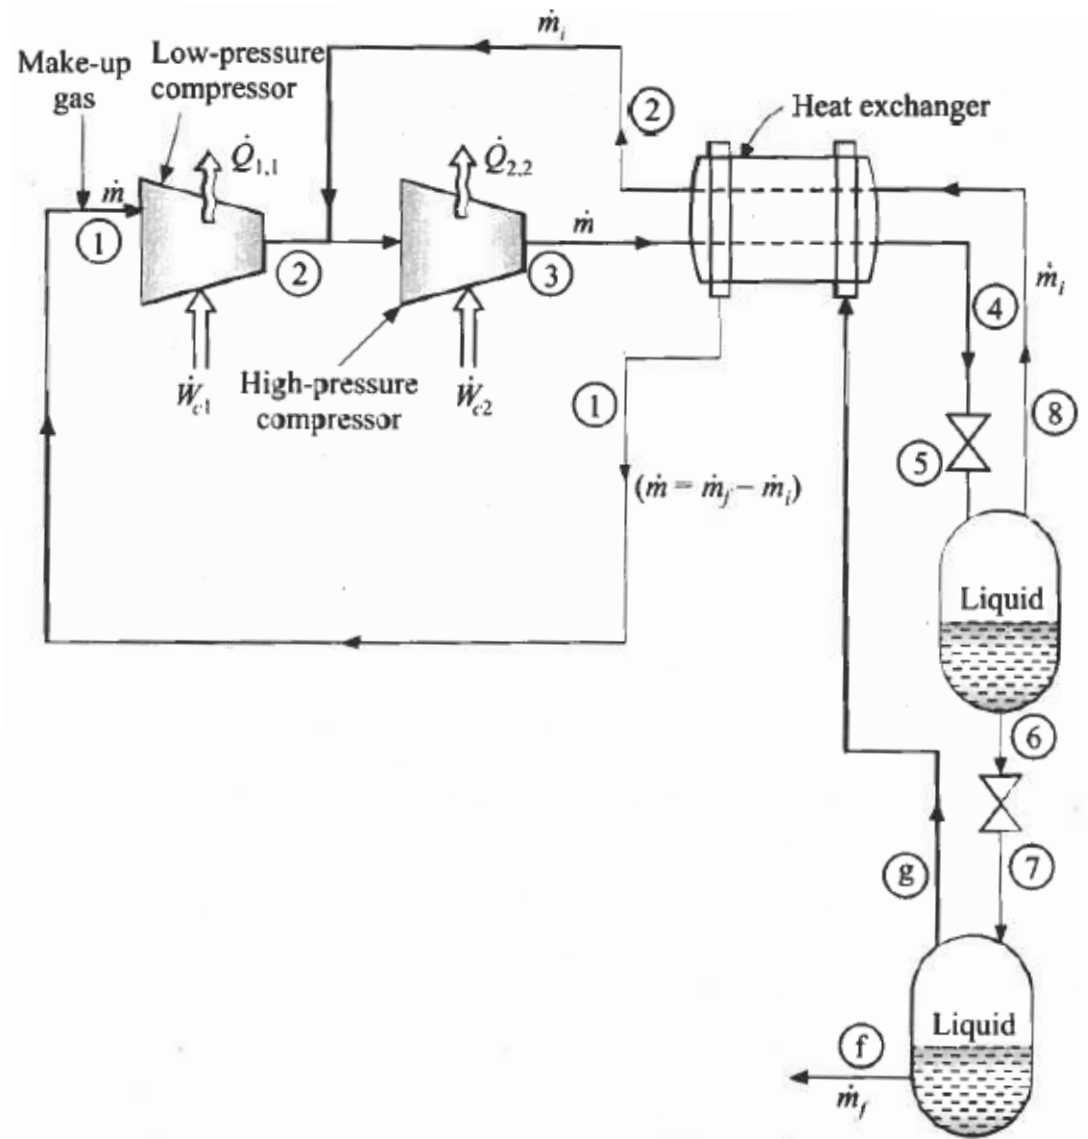 ṁᵢ
Make-up
gas
Low-pressure
compressor
2
Heat exchanger
Q̇₁,₁
Q̇₂,₂
ṁ
ṁ
1
2
3
4
ṁᵢ
Ẇc1
High-pressure
compressor
Ẇc2
1
8
5
(ṁ = ṁf – ṁᵢ)
Liquid
6
7
g
Liquid
f
ṁf